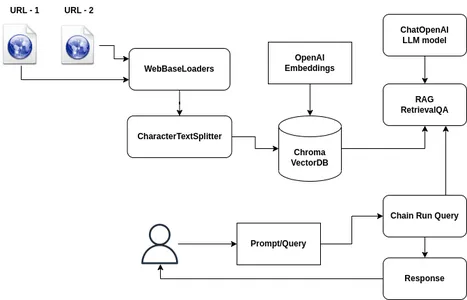 URL - 1
URL - 2
ChatOpenAI
LLM model
WebBaseLoaders
OpenAI
Embeddings
RAG
RetrievalQA
CharacterTextSplitter
Chroma
VectorDB
Chain Run Query
Prompt/Query
Response